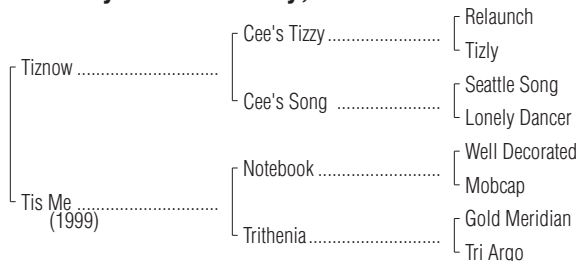 Relaunch
Cee's Tizzy ......................
Tizly
Tiznow ............................
Seattle Song
Cee's Song ....................
Lonely Dancer
Well Decorated
Notebook ........................
Mobcap
Tis Me ............................
(1999)
Gold Meridian
Trithenia..........................
Tri Argo